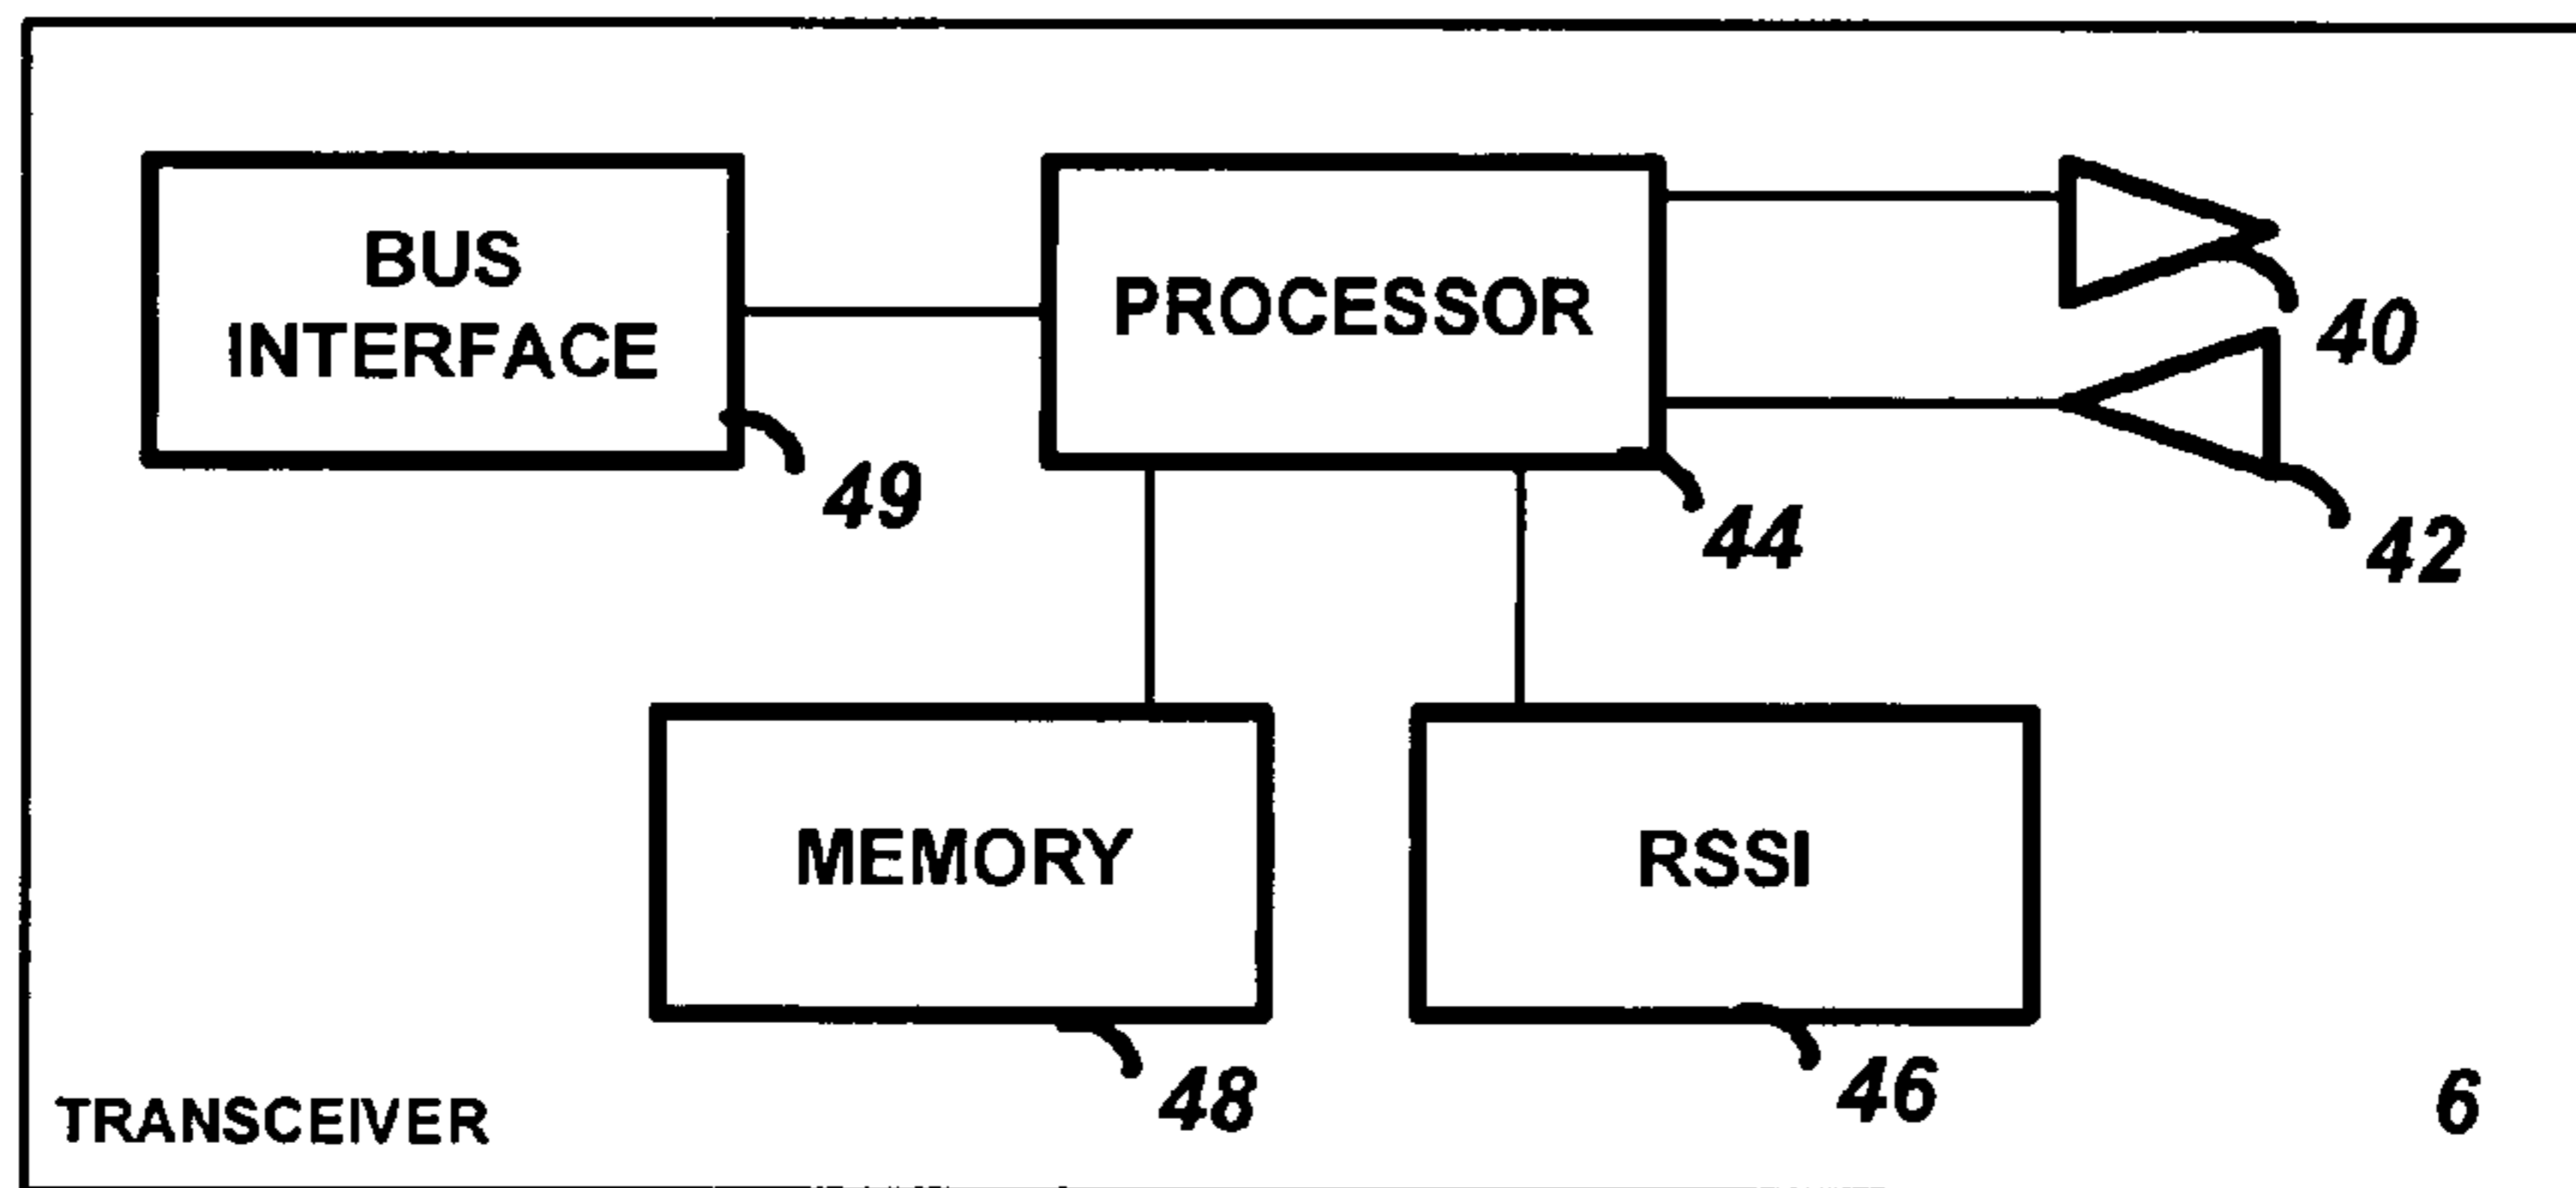 BUS
INTERFACE
49
PROCESSOR
44
40
42
MEMORY
48
RSSI
46
TRANSCEIVER
6